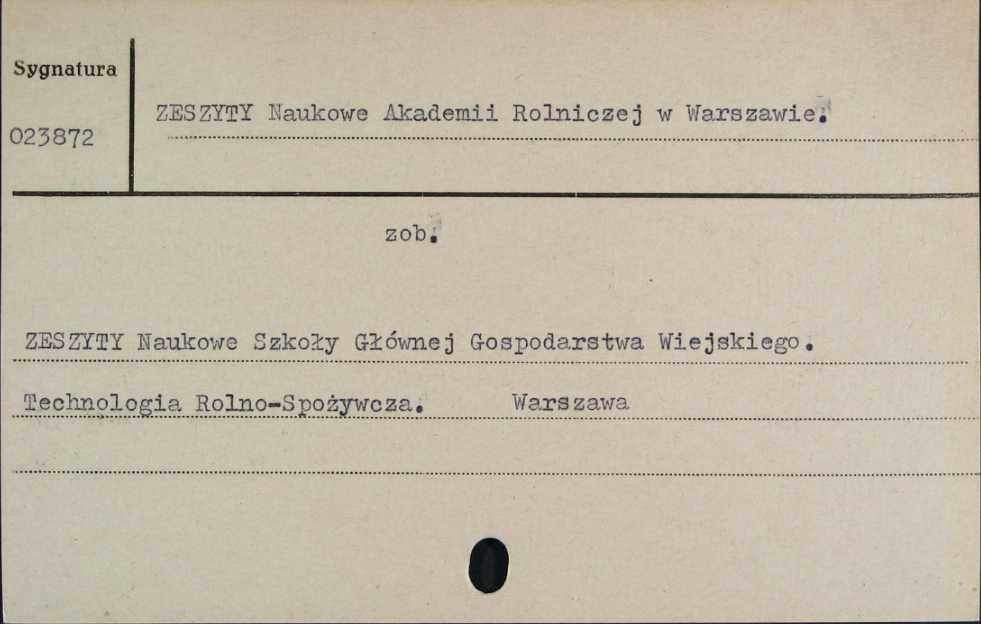 Sygnatura
023872
ZESZYTY Naukowe Akademii Rolniczej w Warszawie.
zob.
ZESZYTY Naukowe Szkoły Głównej Gospodarstwa Wiejskiego.
Technologia Rolno-Spożywcza. Warszawa